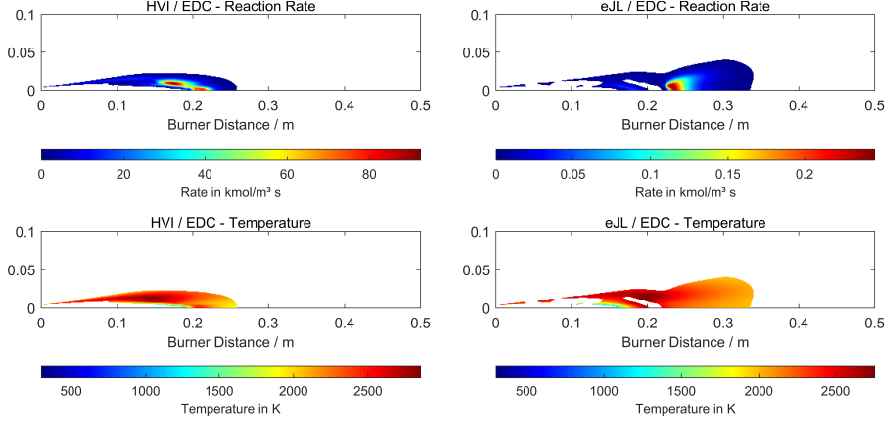 HVI / EDC - Reaction Rate
0.1
0.05
0
0 0.1 0.2 0.3 0.4 0.5
Burner Distance / m
0 20 40 60 80
Rate in kmol/m³ s
eJL / EDC - Reaction Rate
0.1
0.05
0
0 0.1 0.2 0.3 0.4 0.5
Burner Distance / m
0 0.05 0.1 0.15 0.2
Rate in kmol/m³ s
HVI / EDC - Temperature
0.1
0.05
0
0 0.1 0.2 0.3 0.4 0.5
Burner Distance / m
500 1000 1500 2000 2500
Temperature in K
eJL / EDC - Temperature
0.1
0.05
0
0 0.1 0.2 0.3 0.4 0.5
Burner Distance / m
500 1000 1500 2000 2500
Temperature in K